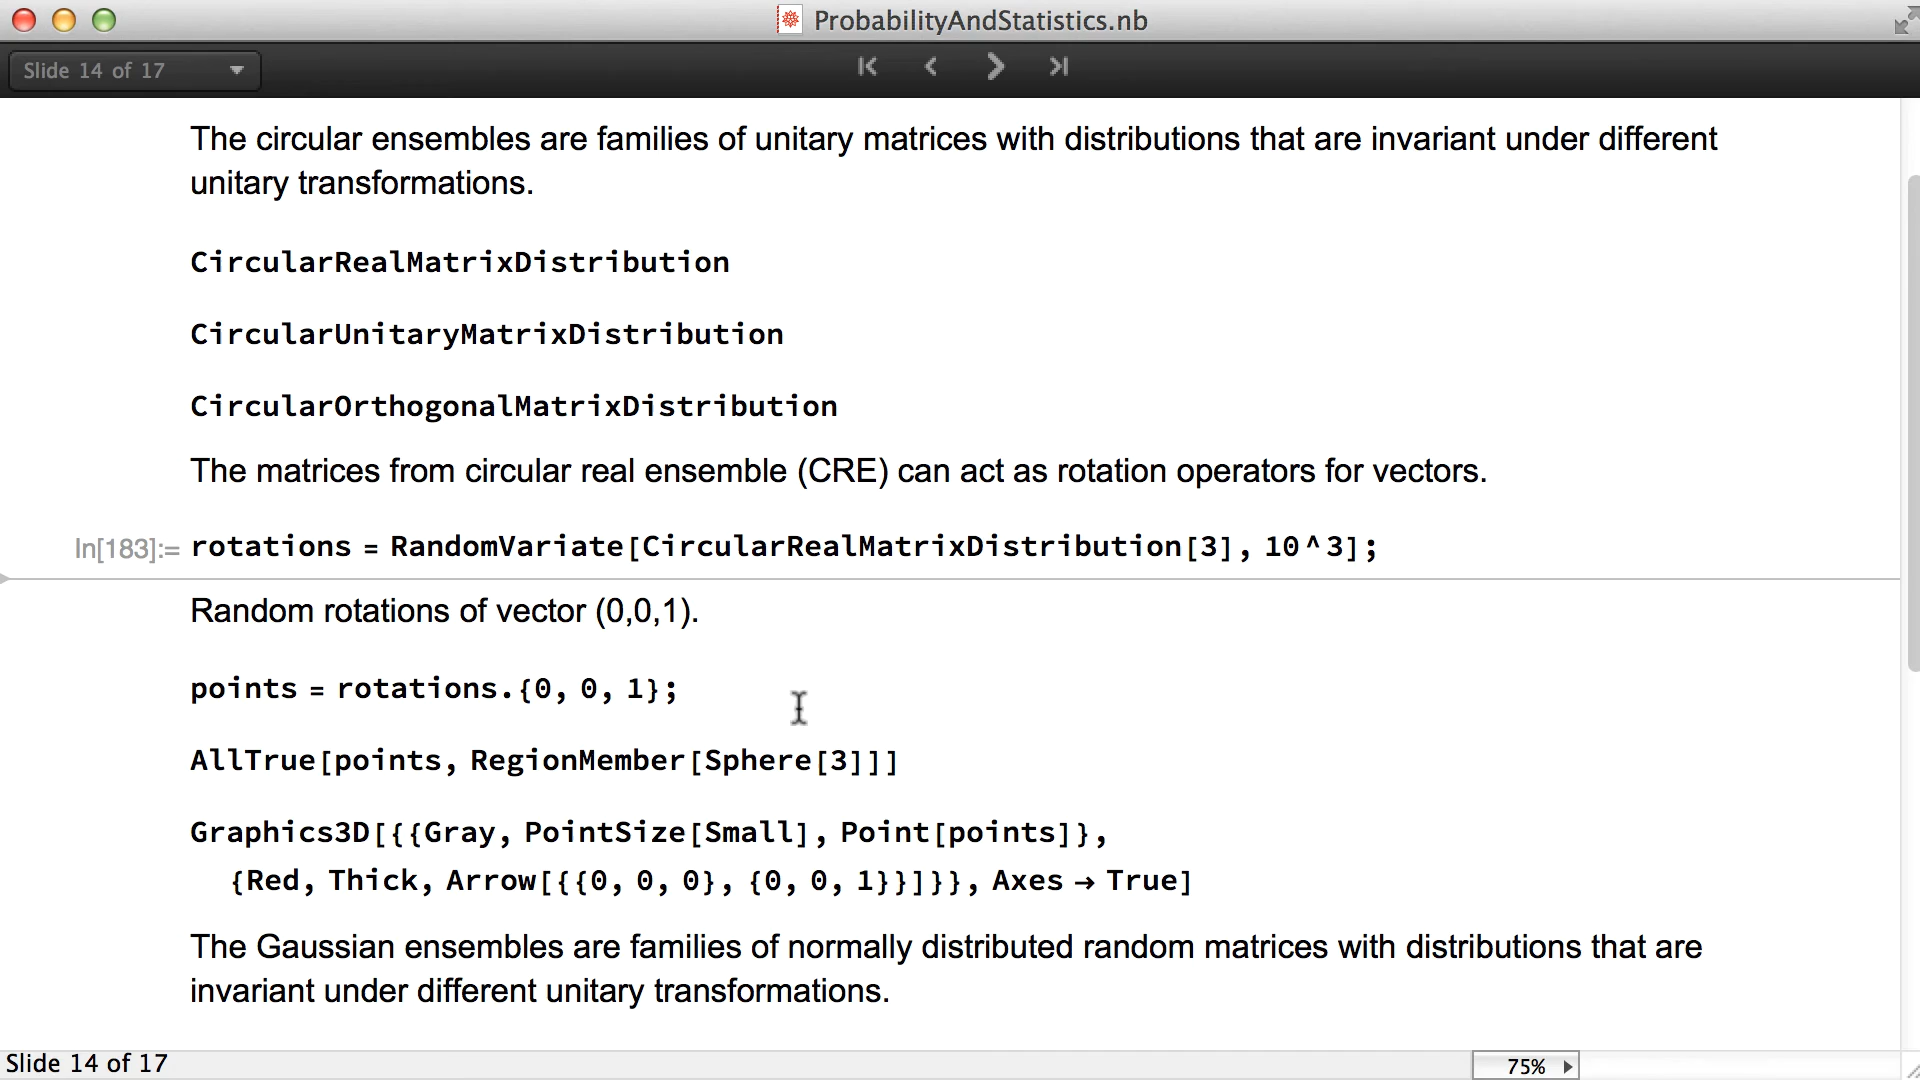 ProbabilityAndStatistics.nb
Slide 14 of 17
The circular ensembles are families of unitary matrices with distributions that are invariant under different
unitary transformations.
CircularRealMatrixDistribution
CircularUnitaryMatrixDistribution
CircularOrthogonalMatrixDistribution
The matrices from circular real ensemble (CRE) can act as rotation operators for vectors.
In[183]:= rotations = RandomVariate[CircularRealMatrixDistribution[3], 10^3];
Random rotations of vector (0,0,1).
points = rotations.{0, 0, 1};
AllTrue[points, RegionMember[Sphere[3]]]
Graphics3D[{{Gray, PointSize[Small], Point[points]},
{Red, Thick, Arrow[{{0, 0, 0}, {0, 0, 1}}]}}, Axes → True]
The Gaussian ensembles are families of normally distributed random matrices with distributions that are
invariant under different unitary transformations.
Slide 14 of 17
75%